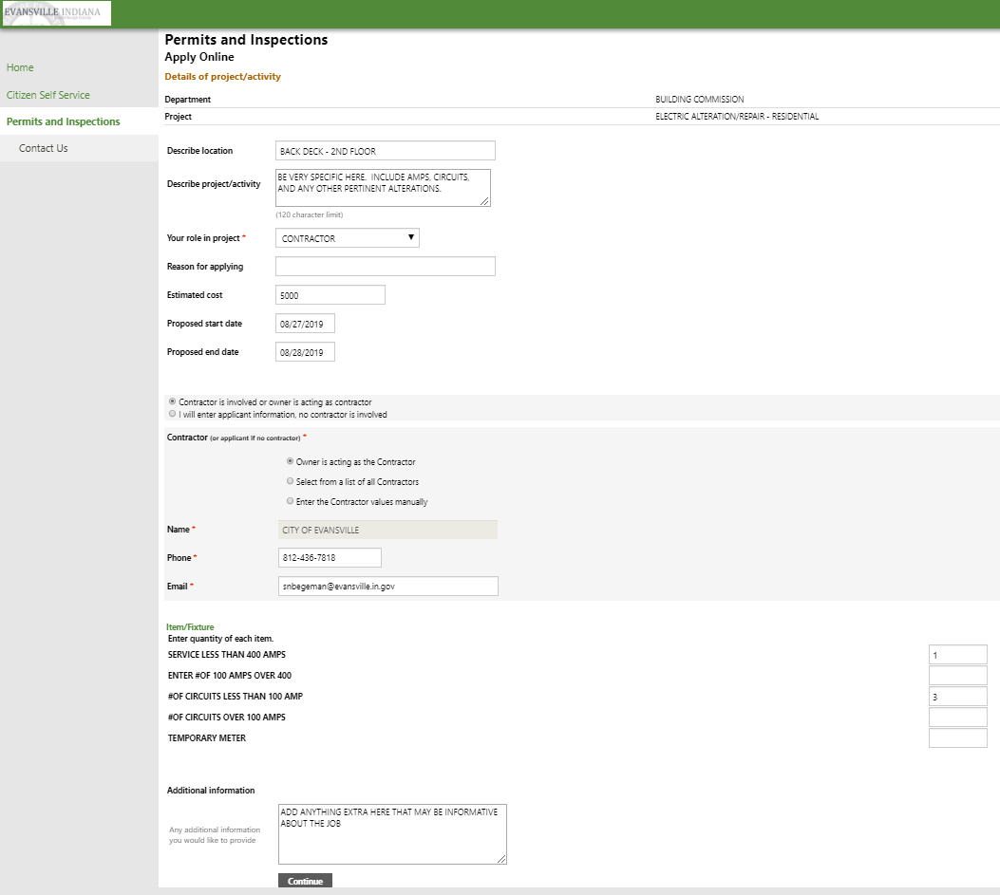 EVANSVILLE INDIANA
Permits and Inspections
Apply Online
Home
Citizen Self Service
Permits and Inspections
Contact Us
Details of project/activity
Department BUILDING COMMISSION
Project ELECTRIC ALTERATION/REPAIR - RESIDENTIAL
Describe location BACK DECK - 2ND FLOOR
Describe project/activity BE VERY SPECIFIC HERE. INCLUDE AMPS, CIRCUITS,
AND ANY OTHER PERTINENT ALTERATIONS.
(120 character limit)
Your role in project * CONTRACTOR
Reason for applying
Estimated cost 5000
Proposed start date 08/27/2019
Proposed end date 08/28/2019
Contractor is involved or owner is acting as contractor
I will enter applicant information, no contractor is involved
Contractor (or applicant if no contractor) *
Owner is acting as the Contractor
Select from a list of all Contractors
Enter the Contractor values manually
Name * CITY OF EVANSVILLE
Phone * 812-436-7818
Email * snbegeman@evansville.in.gov
Item/Fixture
Enter quantity of each item.
SERVICE LESS THAN 400 AMPS 1
ENTER #OF 100 AMPS OVER 400
#OF CIRCUITS LESS THAN 100 AMP 3
#OF CIRCUITS OVER 100 AMPS
TEMPORARY METER
Additional information
ADD ANYTHING EXTRA HERE THAT MAY BE INFORMATIVE
ABOUT THE JOB
Any additional information
you would like to provide
Continue